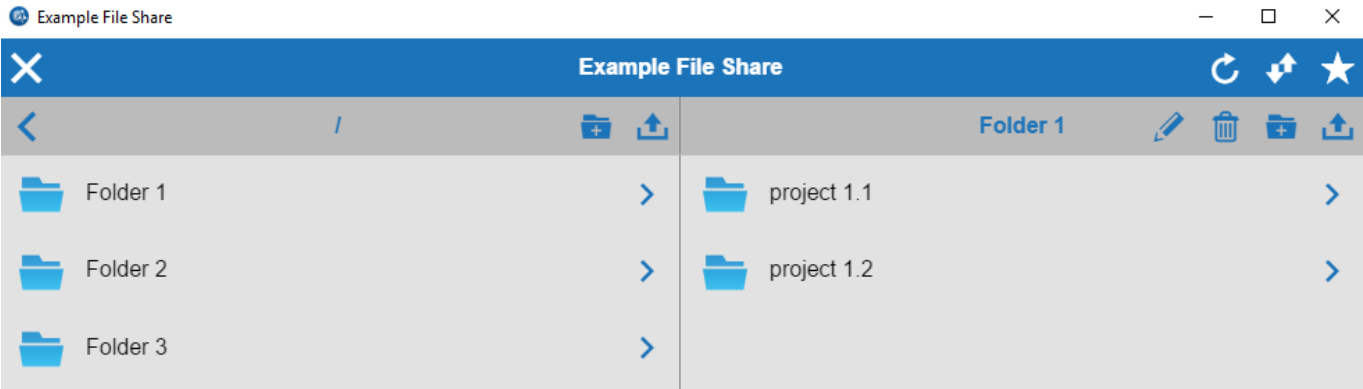 Example File Share
Example File Share
/
Folder 1
Folder 1
Folder 2
Folder 3
project 1.1
project 1.2